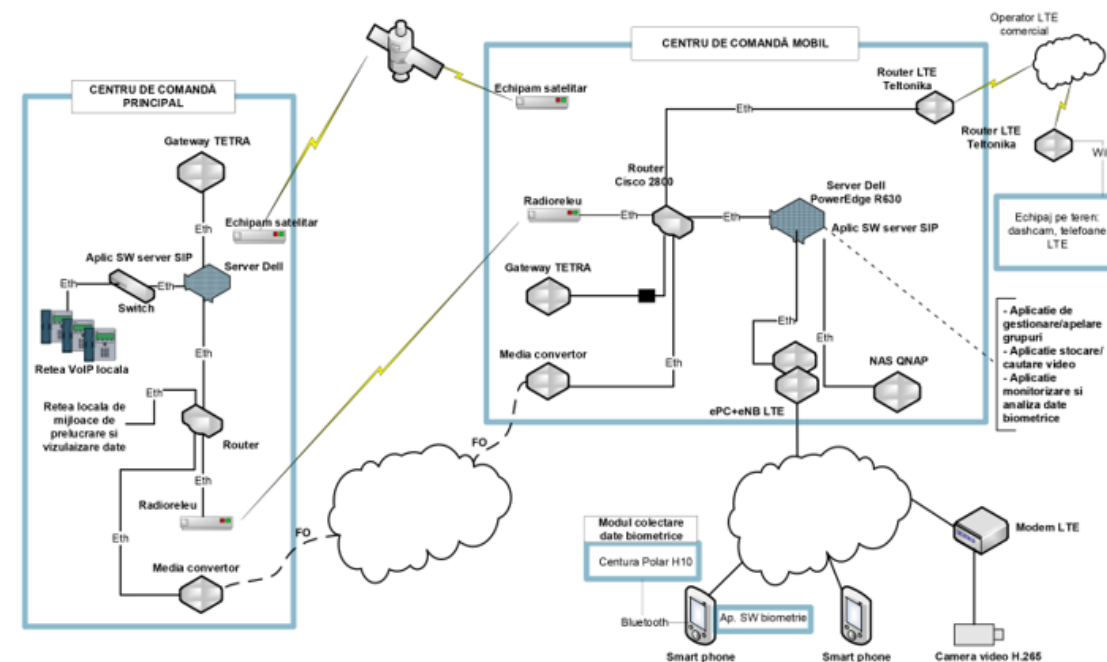 CENTRU DE COMANDĂ
PRINCIPAL
Gateway TETRA
Eth
Echipam satelitar
Aplic SW server SIP
Server Dell
Eth
Eth
Switch
Retea VoIP locala
Eth
Retea locala de
mijloace de
prelucrare si
vizulaizare date
Eth
Router
Eth
Radioreleu
Eth
Media convertor
FO
FO
CENTRU DE COMANDĂ MOBIL
Echipam satelitar
Router LTE
Teltonika
Eth
Router
Cisco 2800
Radioreleu
Eth
Eth
Server Dell
PowerEdge R630
Aplic SW server SIP
Gateway TETRA
Eth
Media convertor
Eth
Eth
NAS QNAP
ePC+eNB LTE
Operator LTE
comercial
Router LTE
Teltonika
Echipaj pe teren:
dashcam, telefoane
LTE
- Aplicatie de
gestionare/apelare
grupuri
- Aplicatie stocare/
cautare video
- Aplicatie
monitorizare si
analiza date
biometrice
Modul colectare
date biometrice
Centura Polar H10
Bluetooth
Ap. SW biometrie
Smart phone
Smart phone
Modem LTE
Camera video H.265